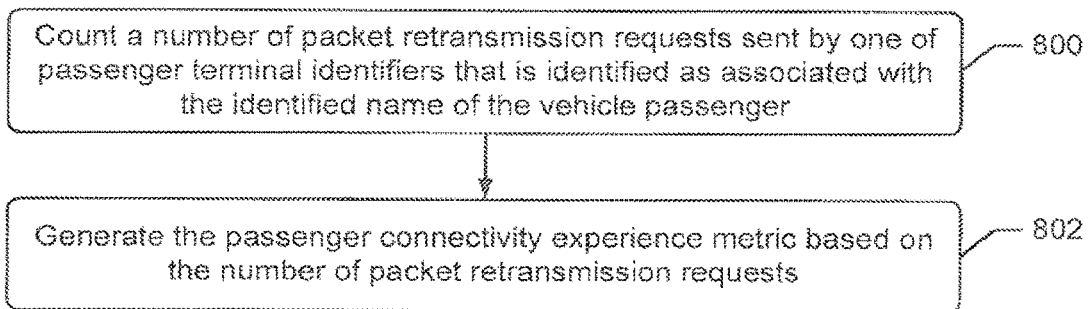 Count a number of packet retransmission requests sent by one of
passenger terminal identifiers that is identified as associated with
the identified name of the vehicle passenger
800
Generate the passenger connectivity experience metric based on
the number of packet retransmission requests
802